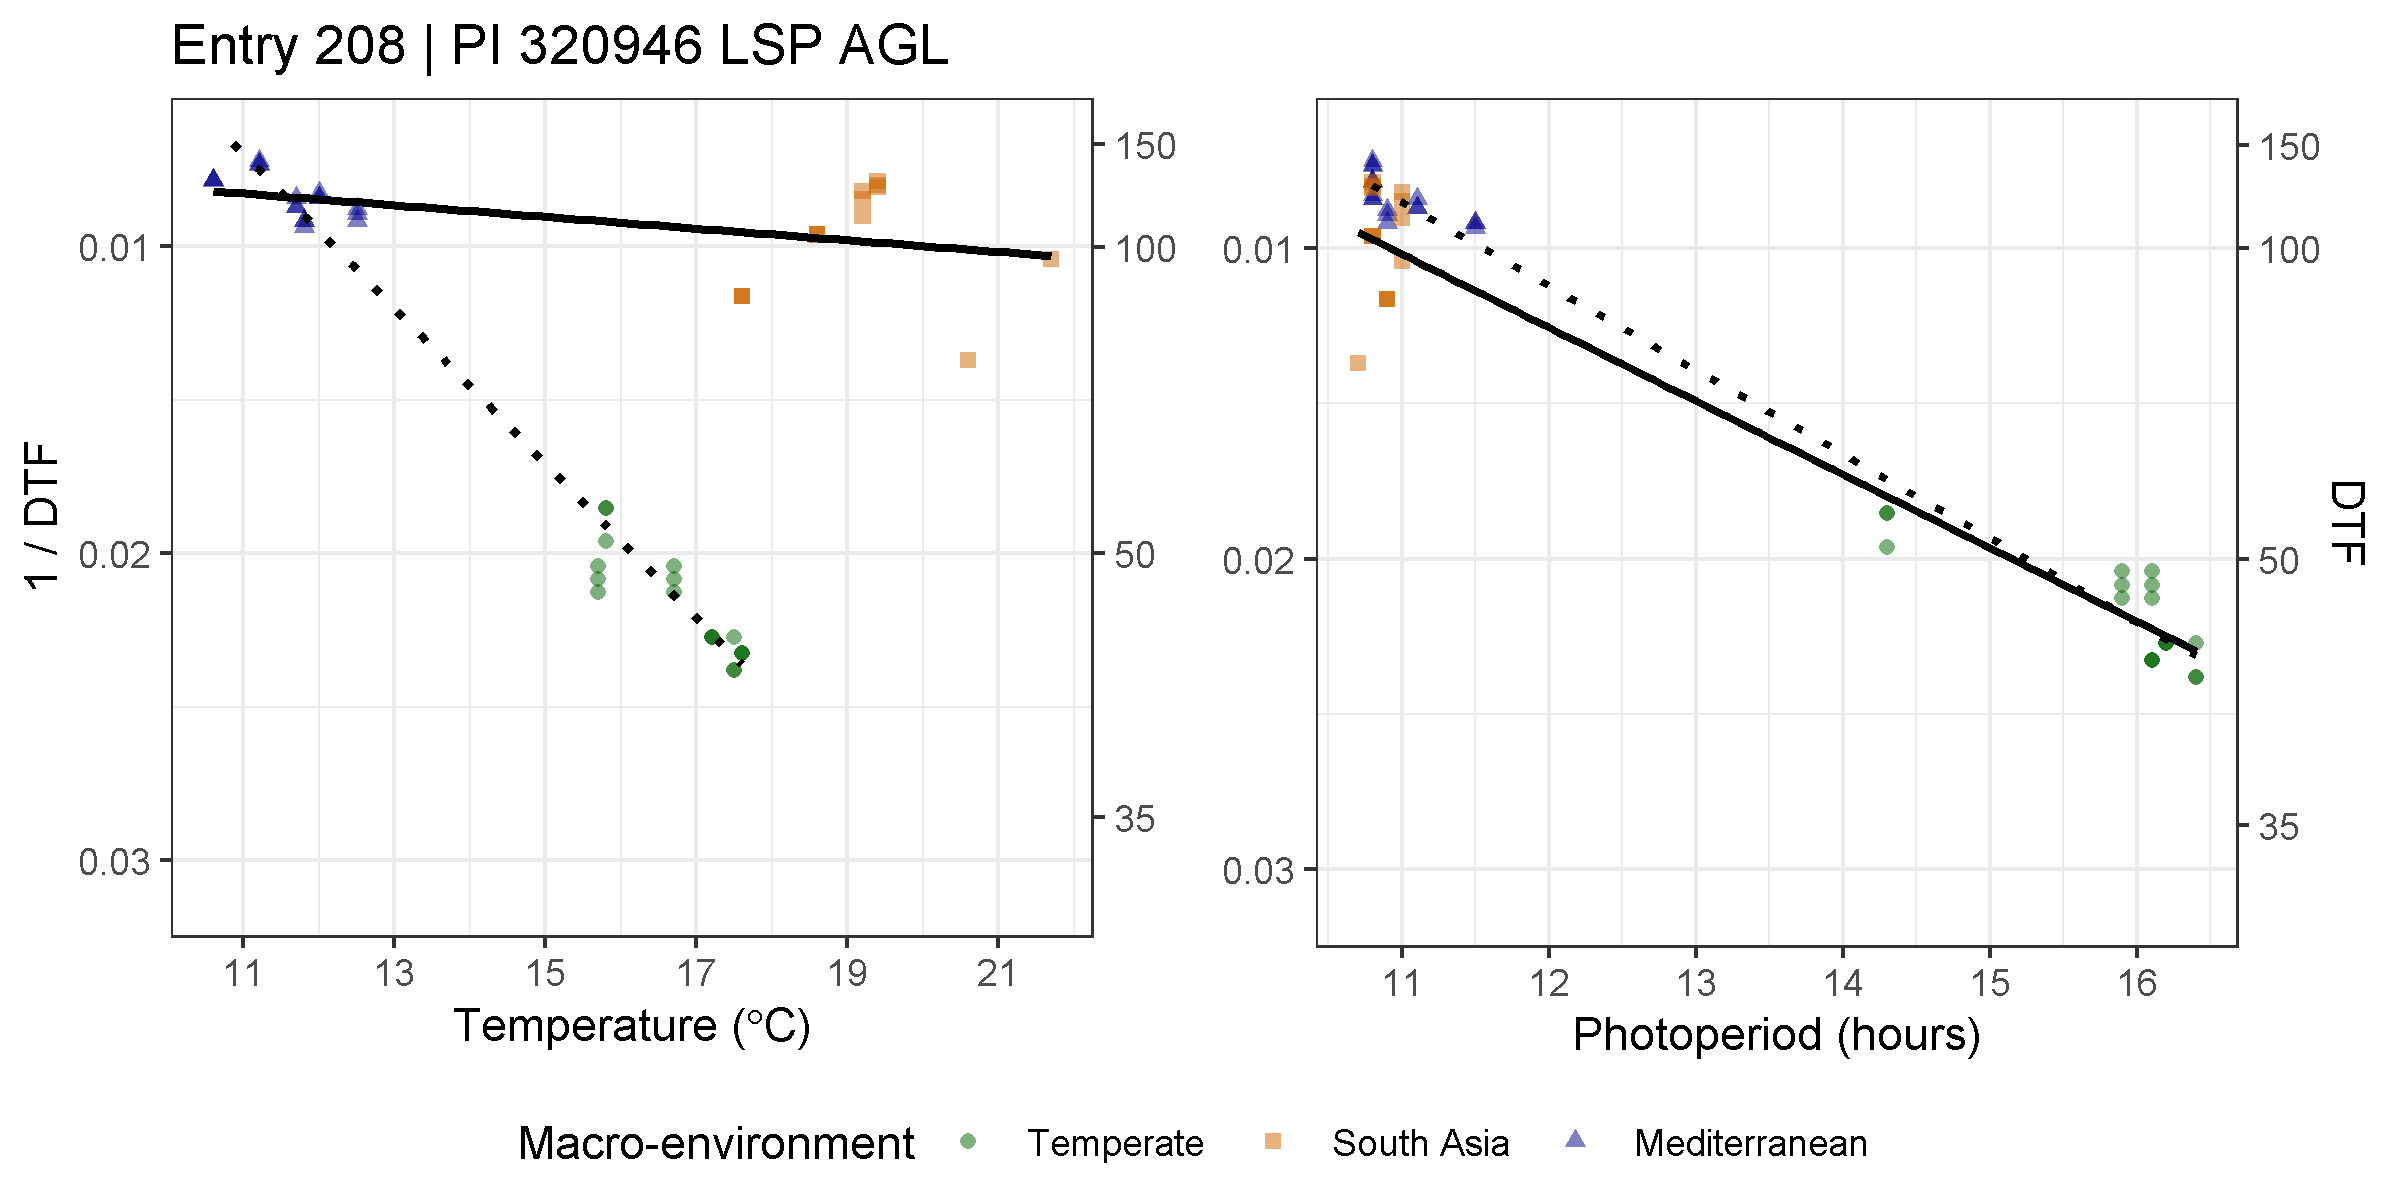 Entry 208 | PI 320946 LSP AGL
1 / DTF
0.01
0.02
0.03
150
100
50
35
11 13 15 17 19 21
Temperature (°C)
0.01
0.02
0.03
150
100
50
35
DTF
11 12 13 14 15 16
Photoperiod (hours)
Macro-environment Temperate South Asia Mediterranean